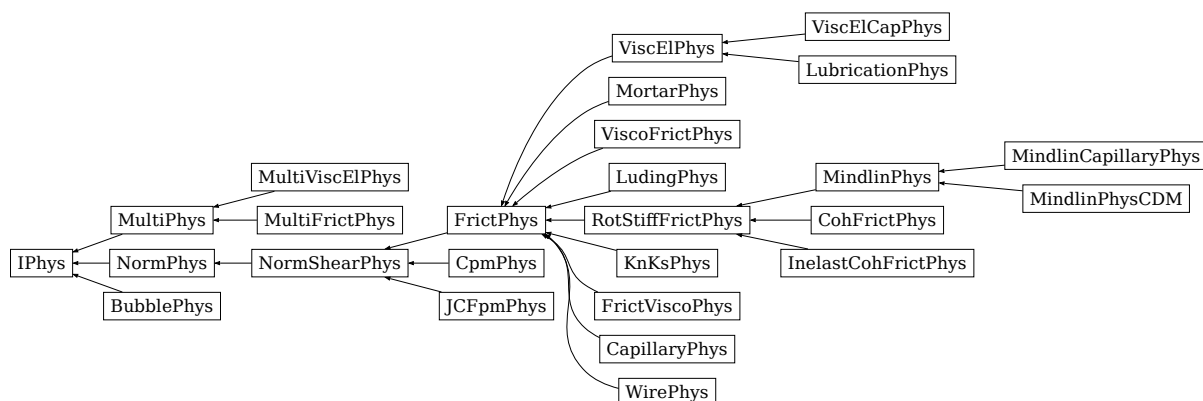 ViscElCapPhys
ViscElPhys
LubricationPhys
MortarPhys
ViscoFrictPhys
MindlinCapillaryPhys
MultiViscElPhys
LudingPhys
MindlinPhys
MindlinPhysCDM
MultiPhys
MultiFrictPhys
FrictPhys
RotStiffFrictPhys
CohFrictPhys
IPhys
NormPhys
NormShearPhys
CpmPhys
KnKsPhys
InelastCohFrictPhys
BubblePhys
JCFpmPhys
FrictViscoPhys
CapillaryPhys
WirePhys